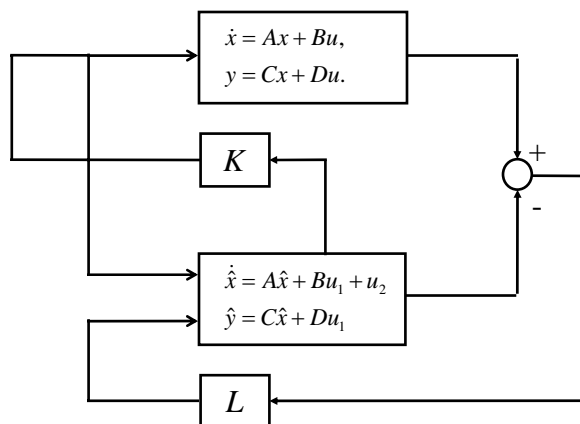 ẋ = Ax + Bu,
y = Cx + Du.
K
+
-
x̂̇ = Ax̂ + Bu₁ + u₂
ŷ = Cx̂ + Du₁
L